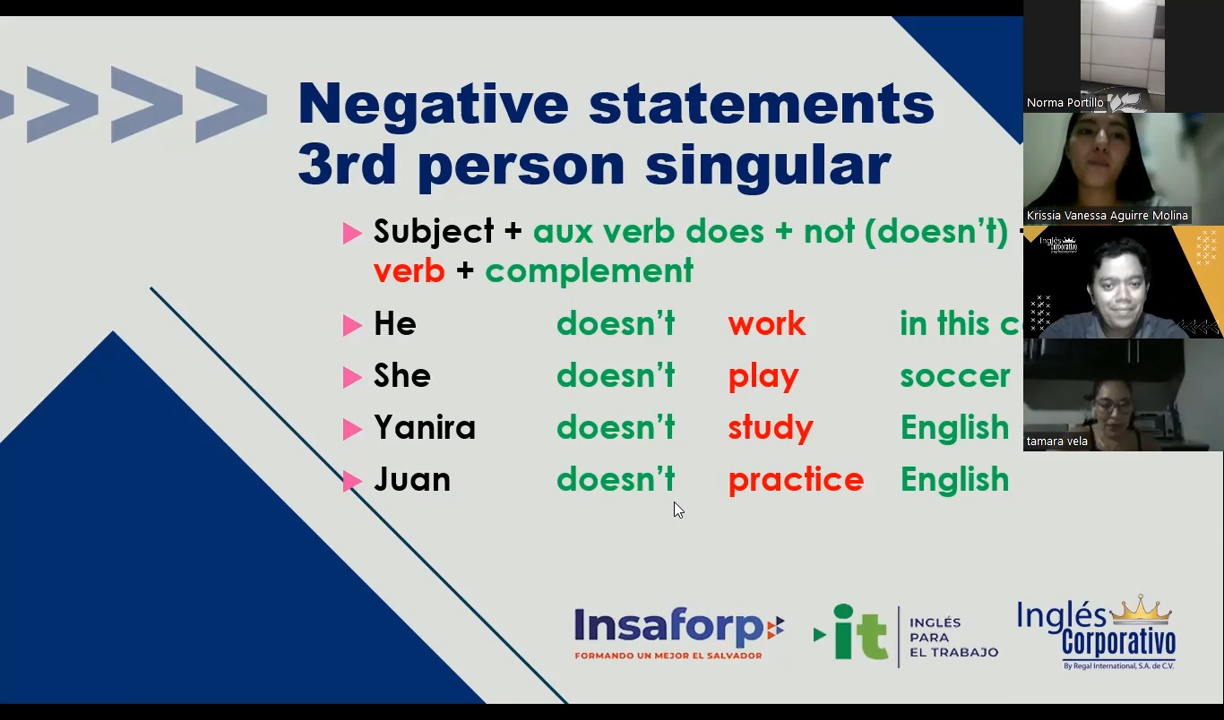 Negative statements
3rd person singular
Subject + aux verb does + not (doesn't)
verb + complement
He doesn't work in this
She doesn't play soccer
Yanira doesn't study English
Juan doesn't practice English
Insaforp
FORMANDO UN MEJOR EL SALVADOR
it
INGLÉS
PARA
EL TRABAJO
Inglés
Corporativo
By Regal International, S.A. de C.V.
Norma Portillo
Krissia Vanessa Aguirre Molina
Inglés
Corporativo
tamara vela